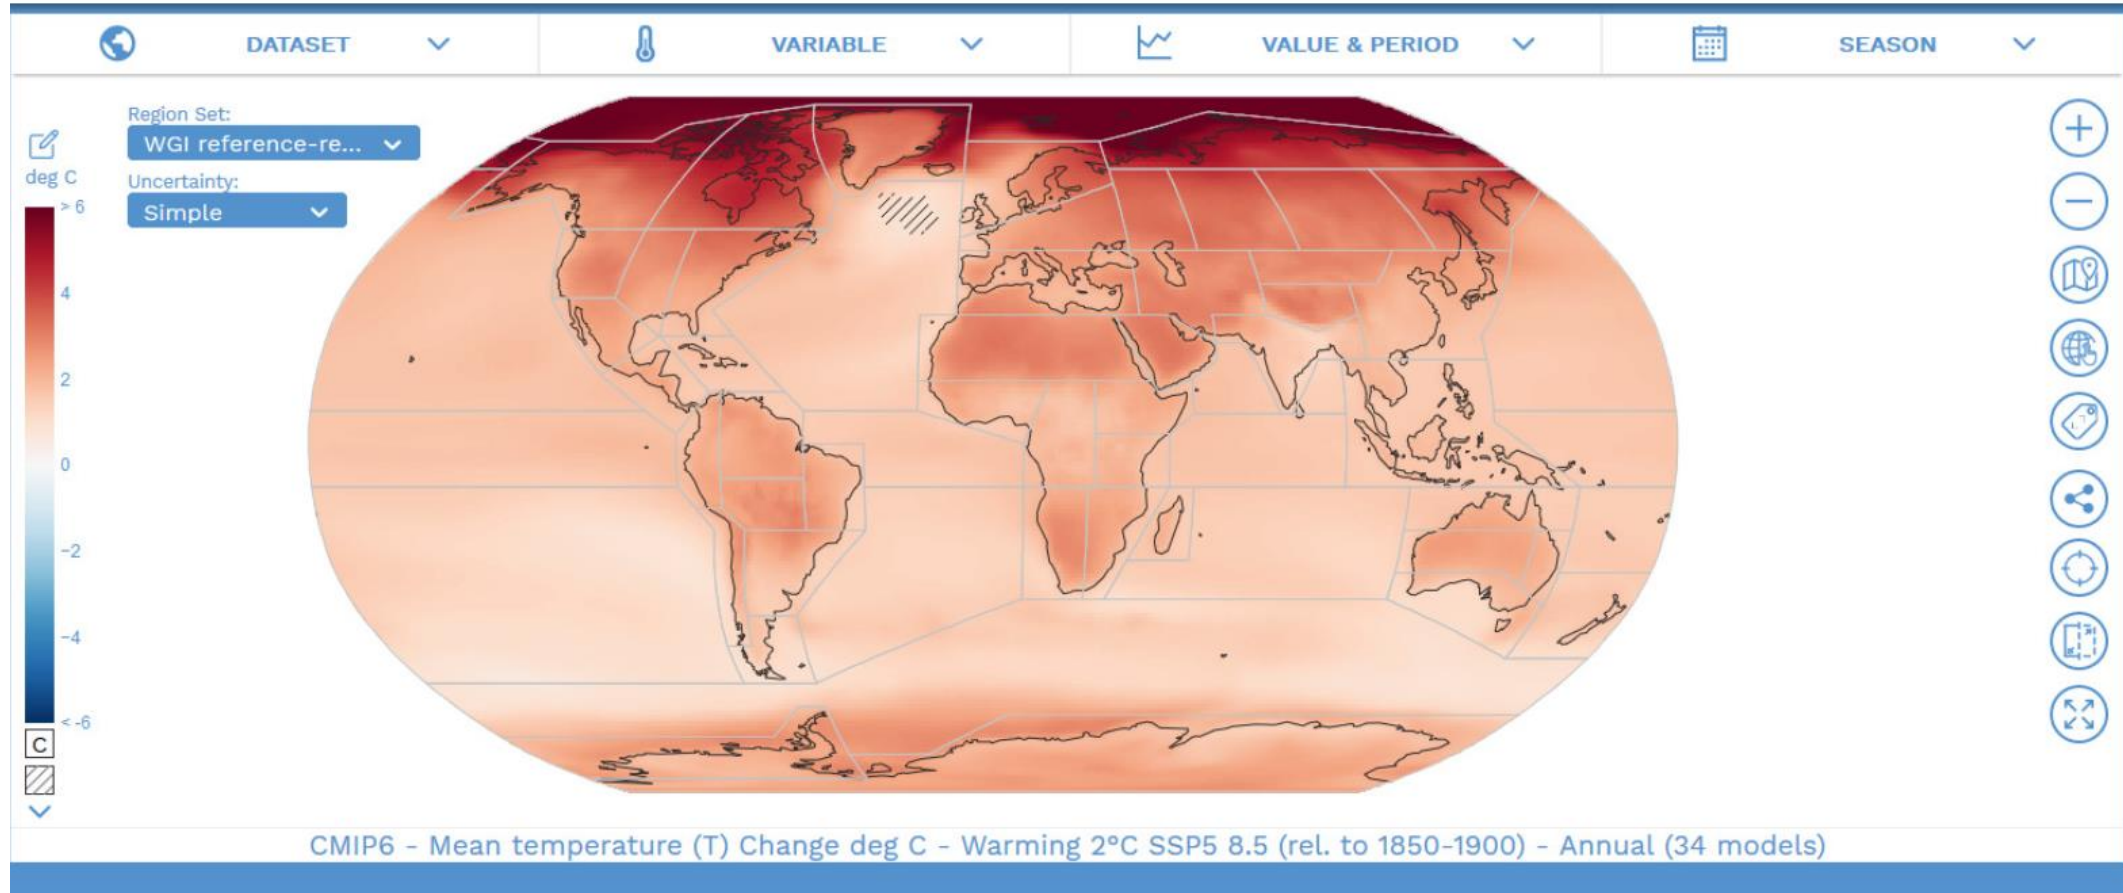 DATASET
VARIABLE
VALUE & PERIOD
SEASON
Region Set:
WGI reference-re...
Uncertainty:
Simple
deg C
> 6
4
2
0
−2
−4
< -6
C
CMIP6 - Mean temperature (T) Change deg C - Warming 2°C SSP5 8.5 (rel. to 1850-1900) - Annual (34 models)